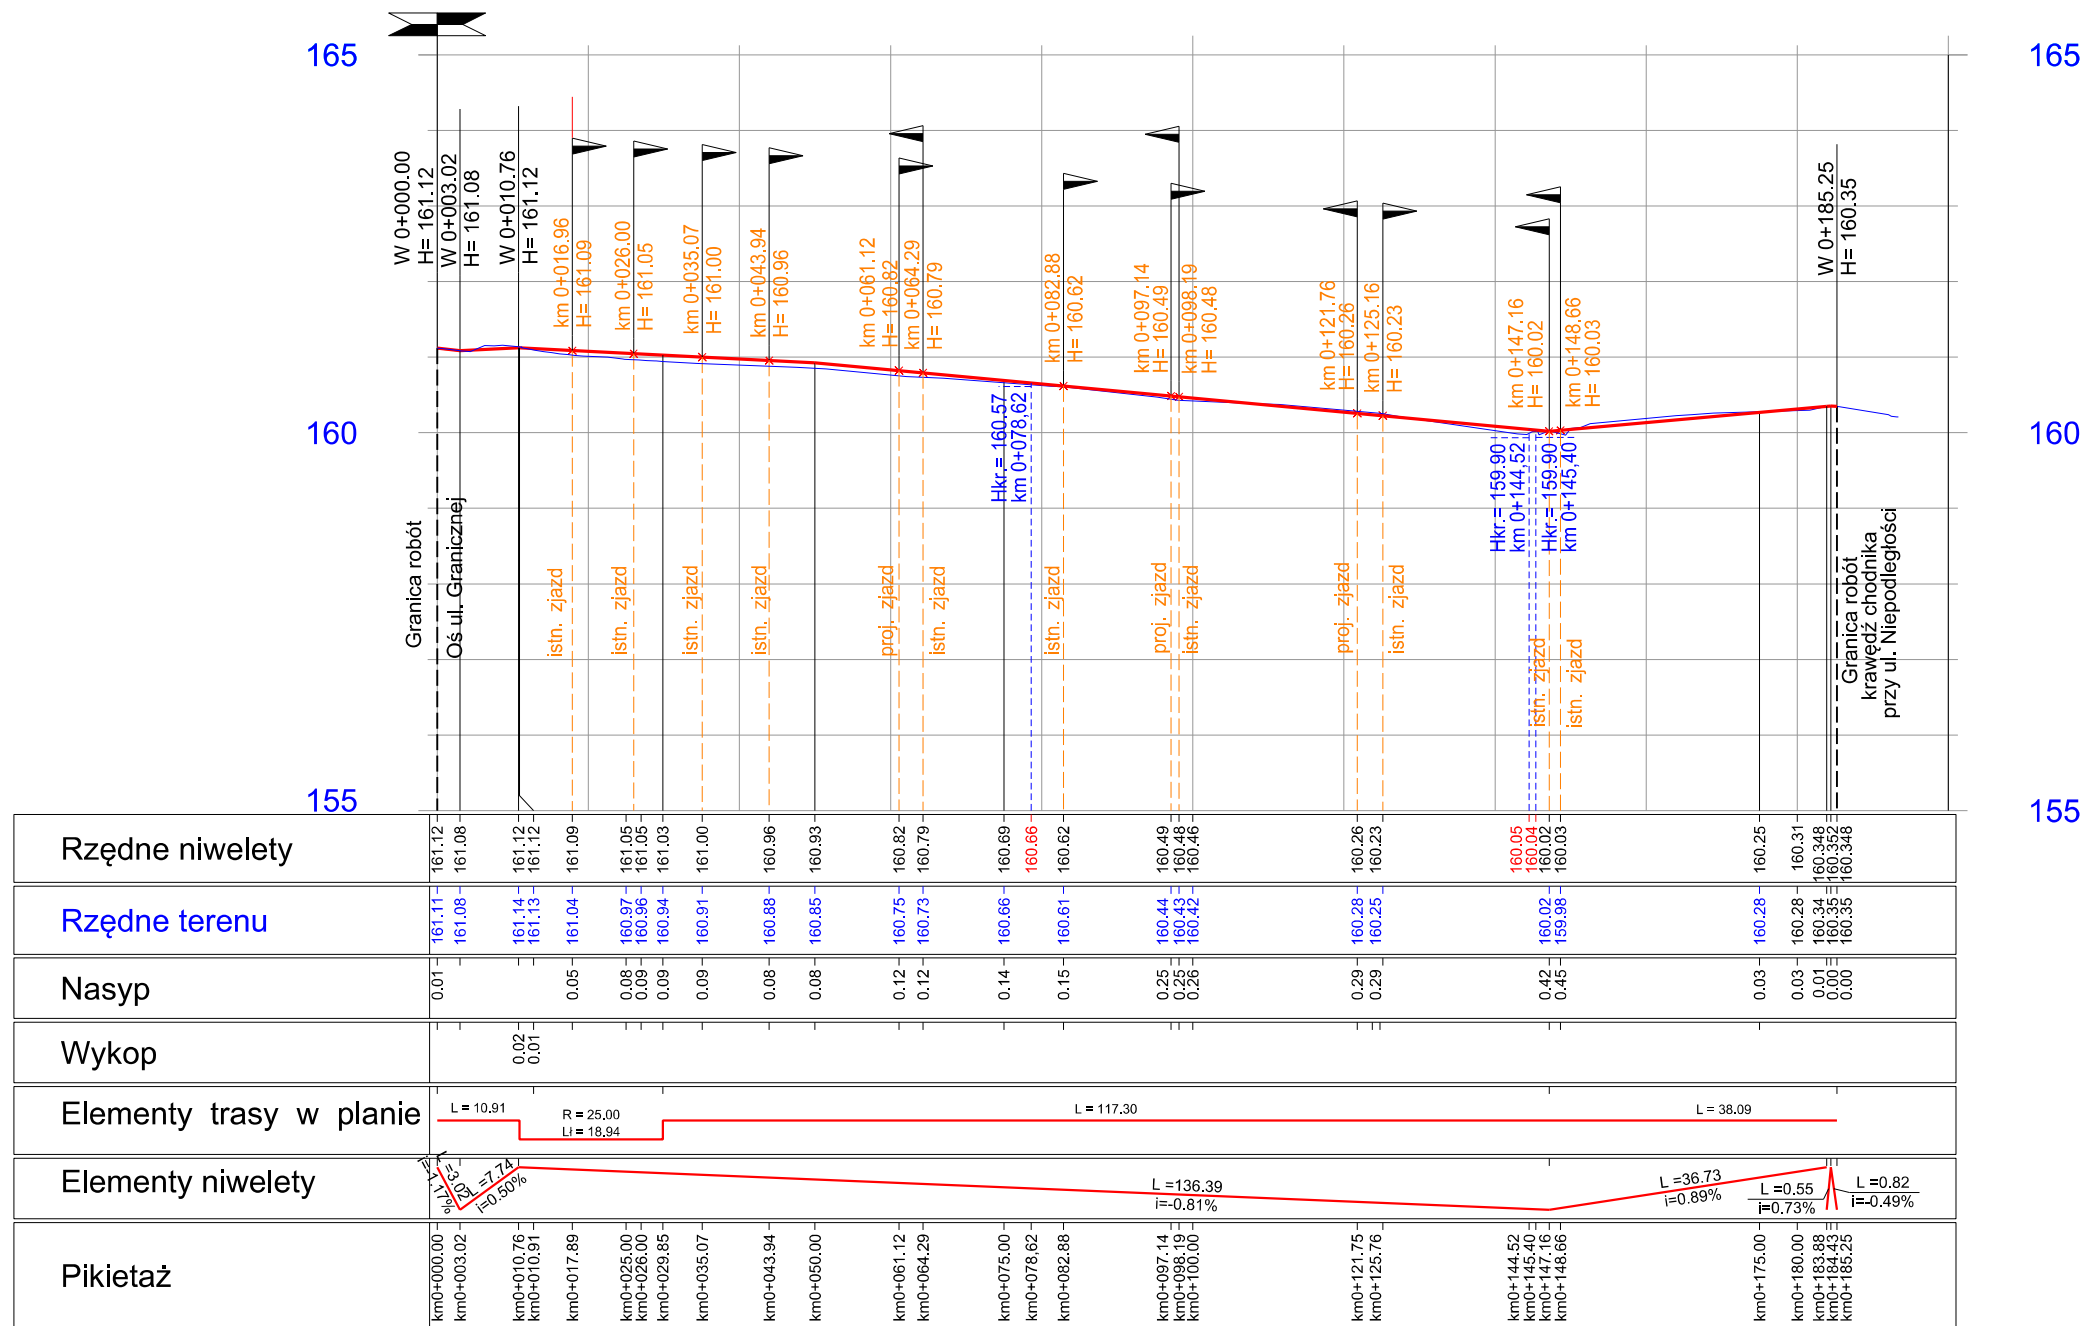 165
165
160
160
155
155
W 0+000.00
H= 161.12
W 0+003.02
H= 161.08
W 0+010.76
H= 161.12
km 0+016.96
H= 161.09
km 0+026.00
H= 161.05
km 0+035.07
H= 161.00
km 0+043.94
H= 160.96
km 0+061.12
H= 160.82
km 0+064.29
H= 160.79
km 0+082.88
H= 160.62
km 0+097.14
H= 160.49
km 0+098.19
H= 160.48
km 0+121.76
H= 160.26
km 0+125.16
H= 160.23
km 0+147.16
H= 160.02
km 0+148.66
H= 160.03
W 0+185.25
H= 160.35
Hkr.= 160.57
km 0+078,62
Hkr.= 159.90
km 0+144,52
Hkr.= 159.90
km 0+145,40
Granica robót
Oś ul. Granicznej
istn. zjazd
istn. zjazd
istn. zjazd
istn. zjazd
proj. zjazd
istn. zjazd
istn. zjazd
proj. zjazd
istn. zjazd
proj. zjazd
istn. zjazd
istn. zjazd
istn. zjazd
Granica robót
krawędź chodnika
przy ul. Niepodległości
Rzędne niwelety
161.12
161.08
161.12
161.12
161.09
161.05
161.05
161.03
161.00
160.96
160.93
160.82
160.79
160.69
160.66
160.62
160.49
160.48
160.46
160.26
160.23
160.05
160.04
160.02
160.03
160.25
160.31
160.348
160.352
160.348
Rzędne terenu
161.11
161.08
161.14
161.13
161.04
160.97
160.96
160.94
160.91
160.88
160.85
160.75
160.73
160.66
160.61
160.44
160.43
160.42
160.28
160.25
160.02
159.98
160.28
160.28
160.34
160.35
160.35
Nasyp
0.01
0.05
0.08
0.09
0.09
0.09
0.08
0.08
0.12
0.12
0.14
0.15
0.25
0.25
0.26
0.29
0.29
0.42
0.45
0.03
0.03
0.01
0.00
0.00
Wykop
0.02
0.01
Elementy trasy w planie
L = 10.91
R = 25.00
Lł = 18.94
L = 117.30
L = 38.09
Elementy niwelety
L =3.02
i=-1.17%
L =7.74
i=0.50%
L =136.39
i=-0.81%
L =36.73
i=0.89%
L =0.55
i=0.73%
L =0.82
i=-0.49%
Pikietaż
km0+000.00
km0+003.02
km0+010.76
km0+010.91
km0+017.89
km0+025.00
km0+026.00
km0+029.85
km0+035.07
km0+043.94
km0+050.00
km0+061.12
km0+064.29
km0+075.00
km0+078,62
km0+082.88
km0+097.14
km0+098.19
km0+100.00
km0+121.75
km0+125.76
km0+144.52
km0+145.40
km0+147.16
km0+148.66
km0+175.00
km0+180.00
km0+183.88
km0+184.43
km0+185.25